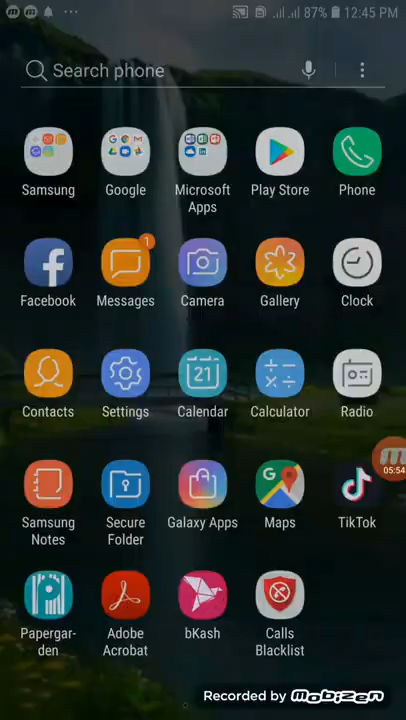 87% 12:45 PM
Search phone
Samsung
Google
Microsoft Apps
Play Store
Phone
Facebook
1
Messages
Camera
Gallery
Clock
Contacts
Settings
21
Calendar
Calculator
Radio
05:54
Samsung Notes
Secure Folder
Galaxy Apps
G
Maps
TikTok
Papergar-
den
Adobe Acrobat
bKash
Calls Blacklist
Recorded by Mobizen